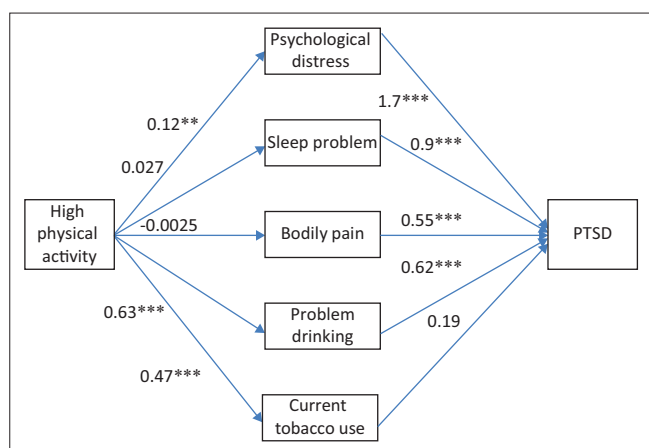 Psychological
distress
1.7***
0.12**
Sleep problem
0.9***
0.027
High
physical
activity
-0.0025
Bodily pain
0.55***
PTSD
0.62***
0.63***
Problem
drinking
0.19
0.47***
Current
tobacco use